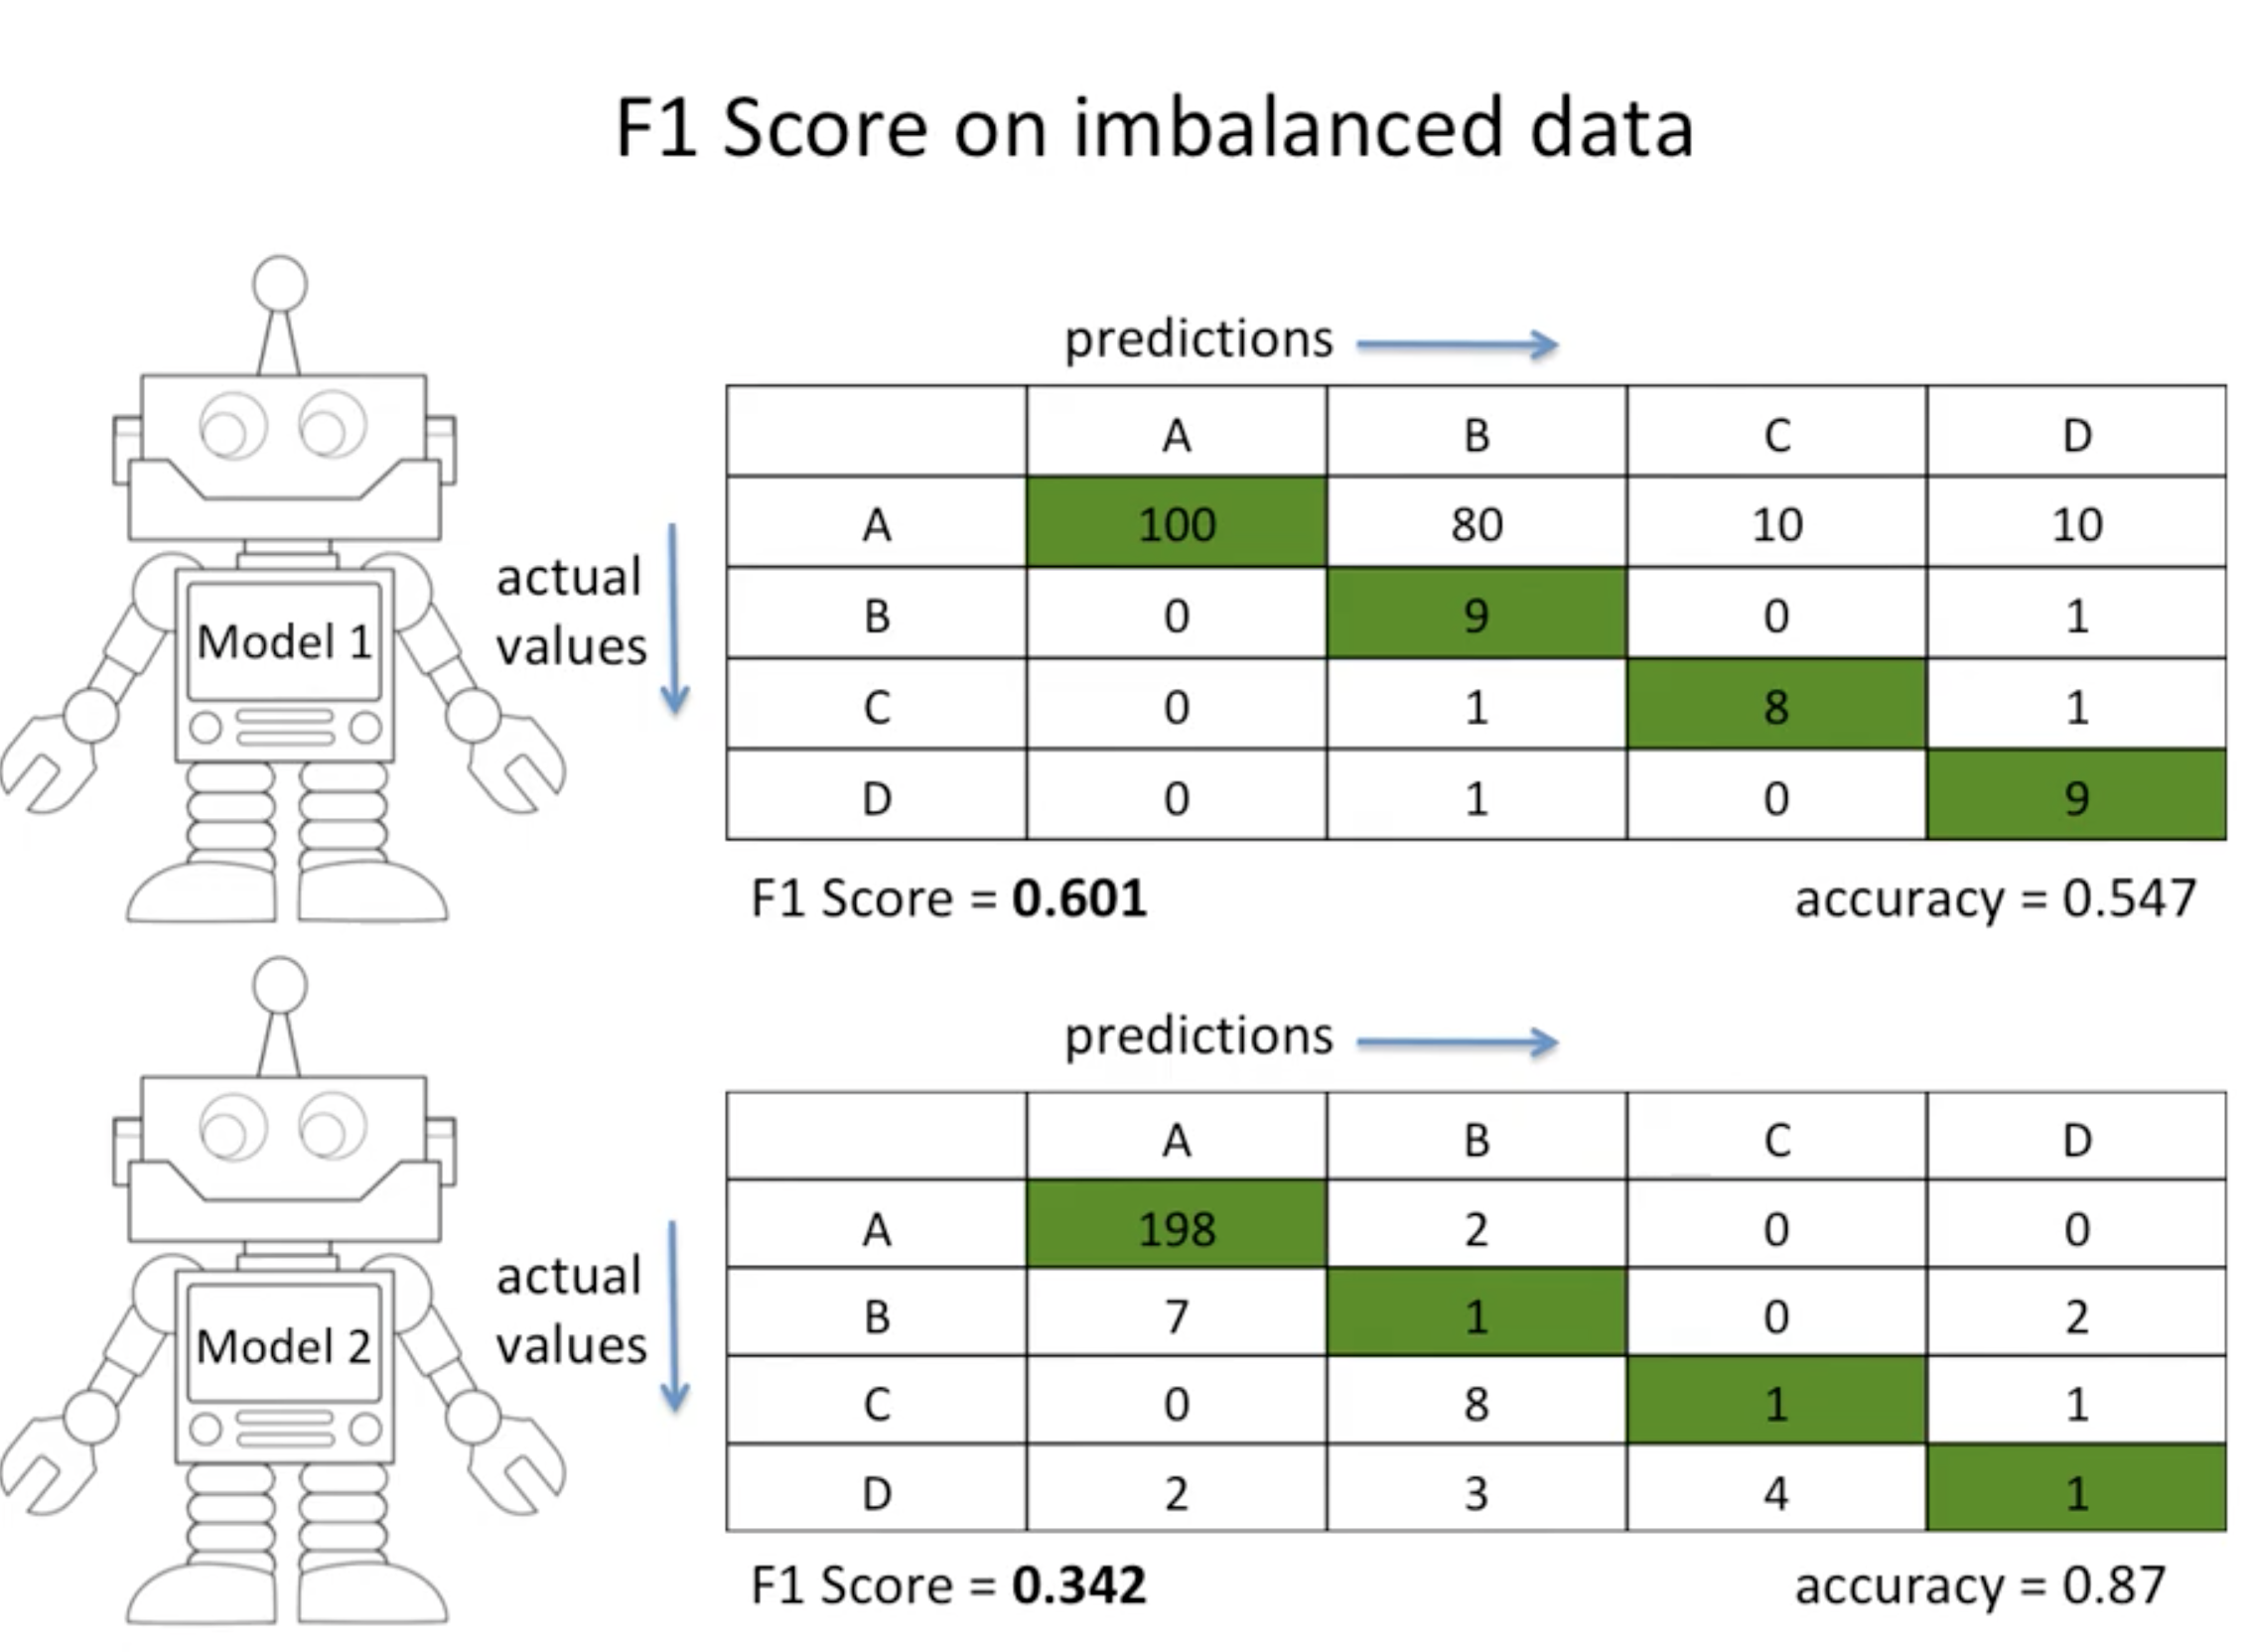 F1 Score on imbalanced data
predictions
actual
values
Model 1
A B C D
A 100 80 10 10
B 0 9 0 1
C 0 1 8 1
D 0 1 0 9
F1 Score = 0.601 accuracy = 0.547
predictions
actual
values
Model 2
A B C D
A 198 2 0 0
B 7 1 0 2
C 0 8 1 1
D 2 3 4 1
F1 Score = 0.342 accuracy = 0.87